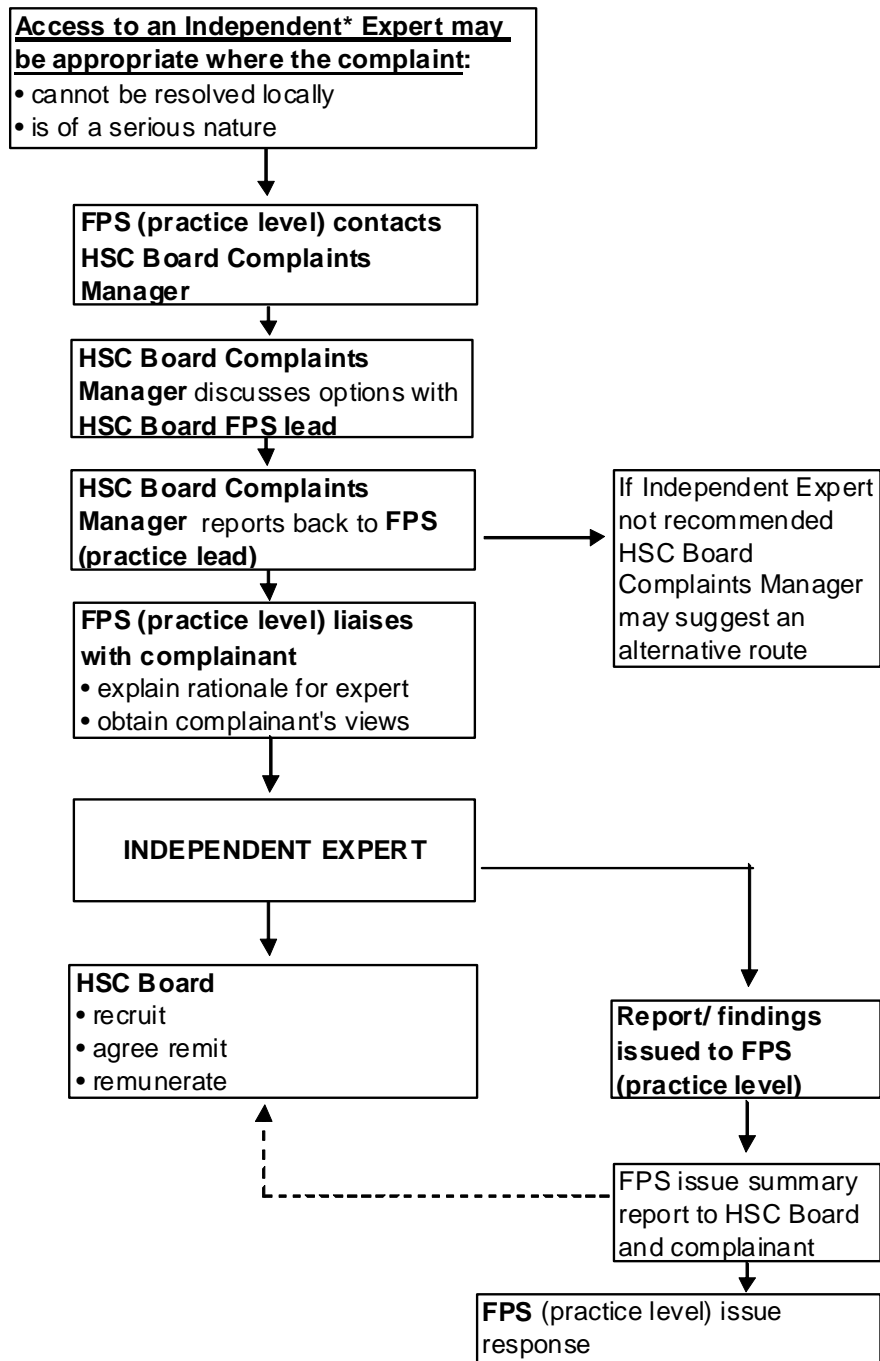 Access to an Independent* Expert may
be appropriate where the complaint:
• cannot be resolved locally
• is of a serious nature
FPS (practice level) contacts
HSC Board Complaints
Manager
HSC Board Complaints
Manager discusses options with
HSC Board FPS lead
HSC Board Complaints
Manager reports back to FPS
(practice lead)
If Independent Expert
not recommended
HSC Board
Complaints Manager
may suggest an
alternative route
FPS (practice level) liaises
with complainant
• explain rationale for expert
• obtain complainant's views
INDEPENDENT EXPERT
HSC Board
• recruit
• agree remit
• remunerate
Report/ findings
issued to FPS
(practice level)
FPS issue summary
report to HSC Board
and complainant
FPS (practice level) issue
response